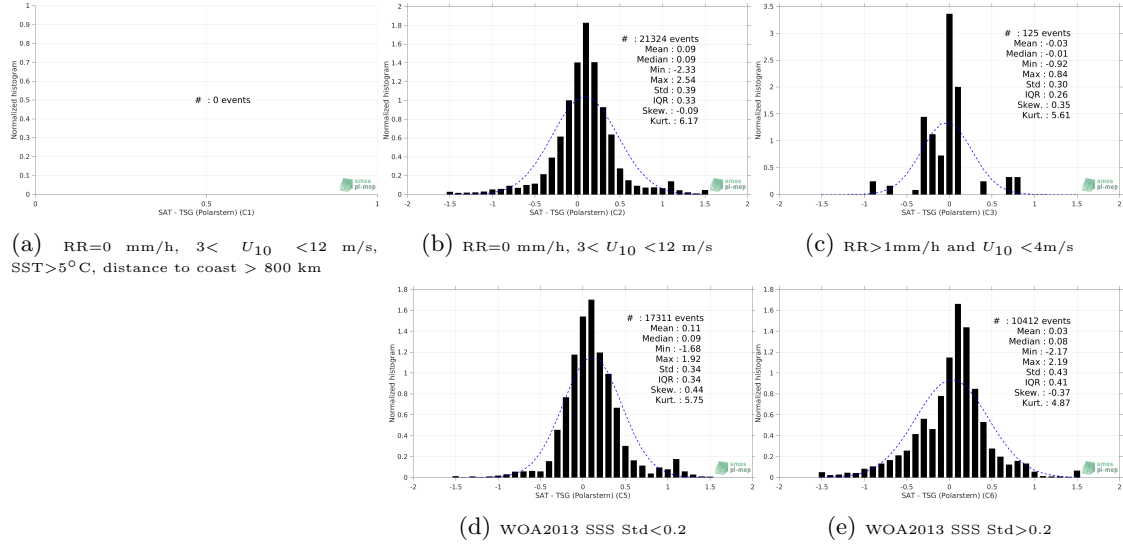 1
0.9
0.8
0.7
0.6
0.5
0.4
0.3
0.2
0.1
0
Normalized histogram
# : 0 events
0 0.5 1
SAT - TSG (Polarstern) (C1)
smos
pi-mep
(a) RR=0 mm/h, 3< U10 <12 m/s,
SST>5°C, distance to coast > 800 km
2
1.8
1.6
1.4
1.2
1
0.8
0.6
0.4
0.2
0
Normalized histogram
# : 21324 events
Mean : 0.09
Median : 0.09
Min : -2.33
Max : 2.54
Std : 0.39
IQR : 0.33
Skew. : -0.09
Kurt. : 6.17
-2 -1.5 -1 -0.5 0 0.5 1 1.5 2
SAT - TSG (Polarstern) (C2)
smos
pi-mep
(b) RR=0 mm/h, 3< U10 <12 m/s
3.5
3
2.5
2
1.5
1
0.5
0
Normalized histogram
# : 125 events
Mean : -0.03
Median : -0.01
Min : -0.92
Max : 0.84
Std : 0.30
IQR : 0.26
Skew. : 0.35
Kurt. : 5.61
-2 -1.5 -1 -0.5 0 0.5 1 1.5 2
SAT - TSG (Polarstern) (C3)
smos
pi-mep
(c) RR>1mm/h and U10 <4m/s
1.8
1.6
1.4
1.2
1
0.8
0.6
0.4
0.2
0
Normalized histogram
# : 17311 events
Mean : 0.11
Median : 0.09
Min : -1.68
Max : 1.92
Std : 0.34
IQR : 0.34
Skew. : 0.44
Kurt. : 5.75
-2 -1.5 -1 -0.5 0 0.5 1 1.5 2
SAT - TSG (Polarstern) (C5)
smos
pi-mep
(d) WOA2013 SSS Std<0.2
1.8
1.6
1.4
1.2
1
0.8
0.6
0.4
0.2
0
Normalized histogram
# : 10412 events
Mean : 0.03
Median : 0.08
Min : -2.17
Max : 2.19
Std : 0.43
IQR : 0.41
Skew. : -0.37
Kurt. : 4.87
-2 -1.5 -1 -0.5 0 0.5 1 1.5 2
SAT - TSG (Polarstern) (C6)
smos
pi-mep
(e) WOA2013 SSS Std>0.2